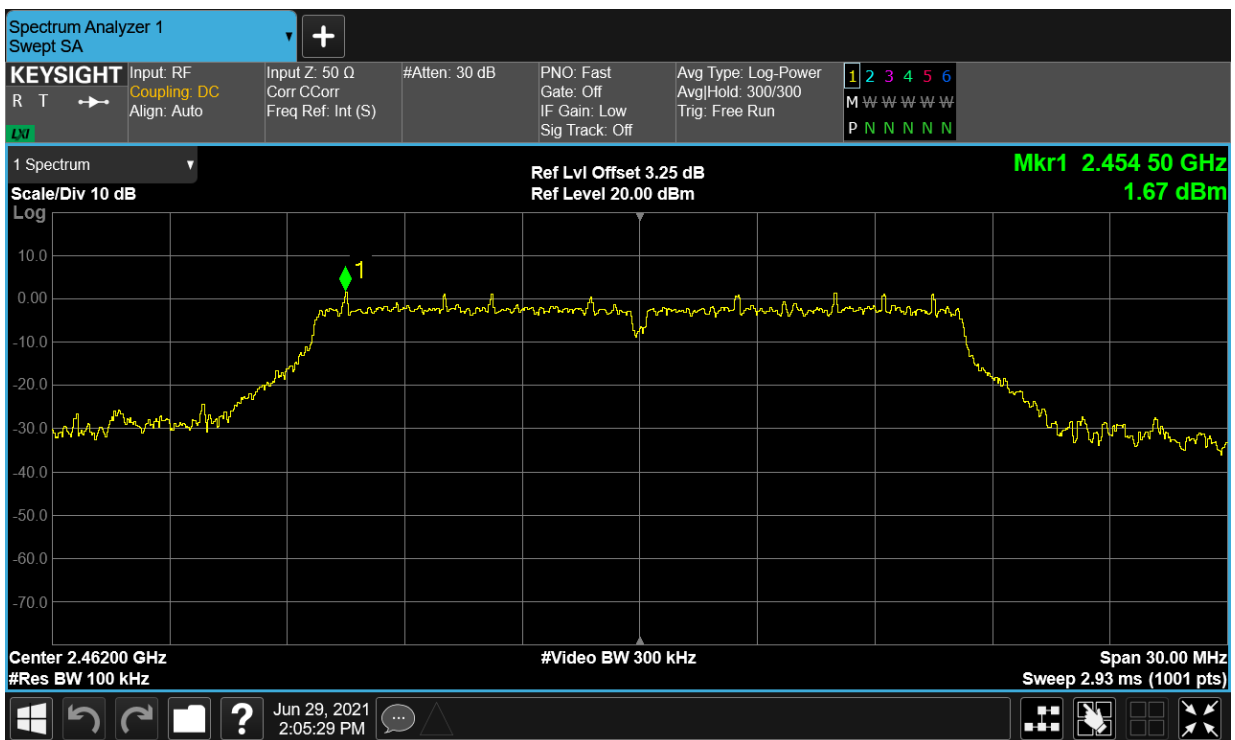 Spectrum Analyzer 1
Swept SA
KEYSIGHT
R T
LXI
Input: RF
Coupling: DC
Align: Auto
Input Z: 50 Ω
Corr CCorr
Freq Ref: Int (S)
#Atten: 30 dB
PNO: Fast
Gate: Off
IF Gain: Low
Sig Track: Off
Avg Type: Log-Power
Avg|Hold: 300/300
Trig: Free Run
1 2 3 4 5 6
M W W W W W
P N N N N N
1 Spectrum
Scale/Div 10 dB
Log
Ref Lvl Offset 3.25 dB
Ref Level 20.00 dBm
Mkr1 2.454 50 GHz
1.67 dBm
1
10.0
0.00
-10.0
-20.0
-30.0
-40.0
-50.0
-60.0
-70.0
Center 2.46200 GHz
#Res BW 100 kHz
#Video BW 300 kHz
Span 30.00 MHz
Sweep 2.93 ms (1001 pts)
?
Jun 29, 2021
2:05:29 PM